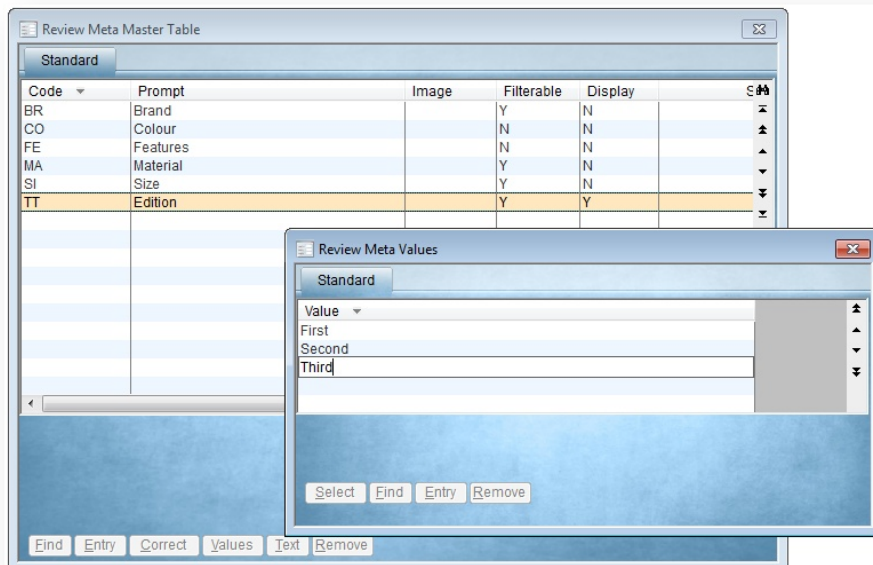 Review Meta Master Table
Standard
Code Prompt Image Filterable Display S
BR Brand Y N
CO Colour N N
FE Features N N
MA Material Y N
SI Size Y N
TT Edition Y Y
Review Meta Values
Standard
Value
First
Second
Third
Select Find Entry Remove
Find Entry Correct Values Text Remove